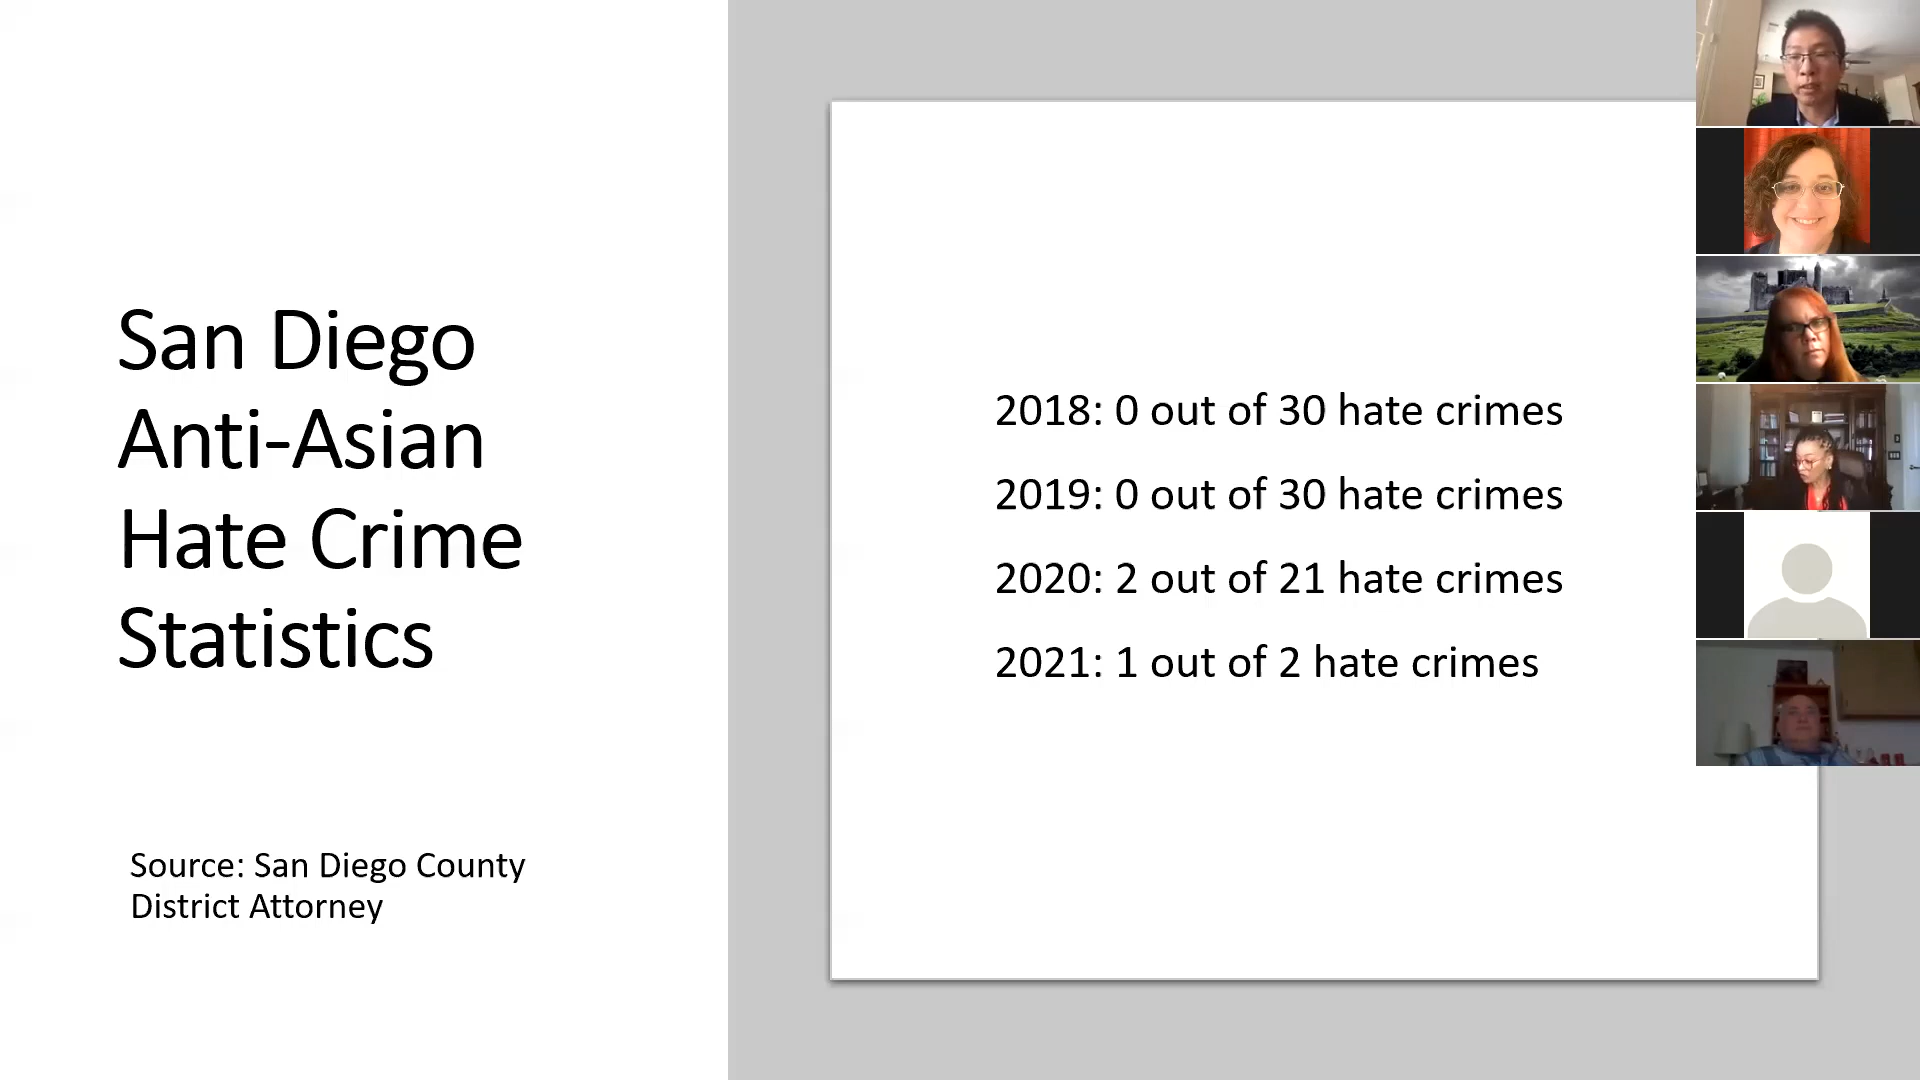 San Diego
Anti-Asian
Hate Crime
Statistics
Source: San Diego County
District Attorney
2018: 0 out of 30 hate crimes
2019: 0 out of 30 hate crimes
2020: 2 out of 21 hate crimes
2021: 1 out of 2 hate crimes